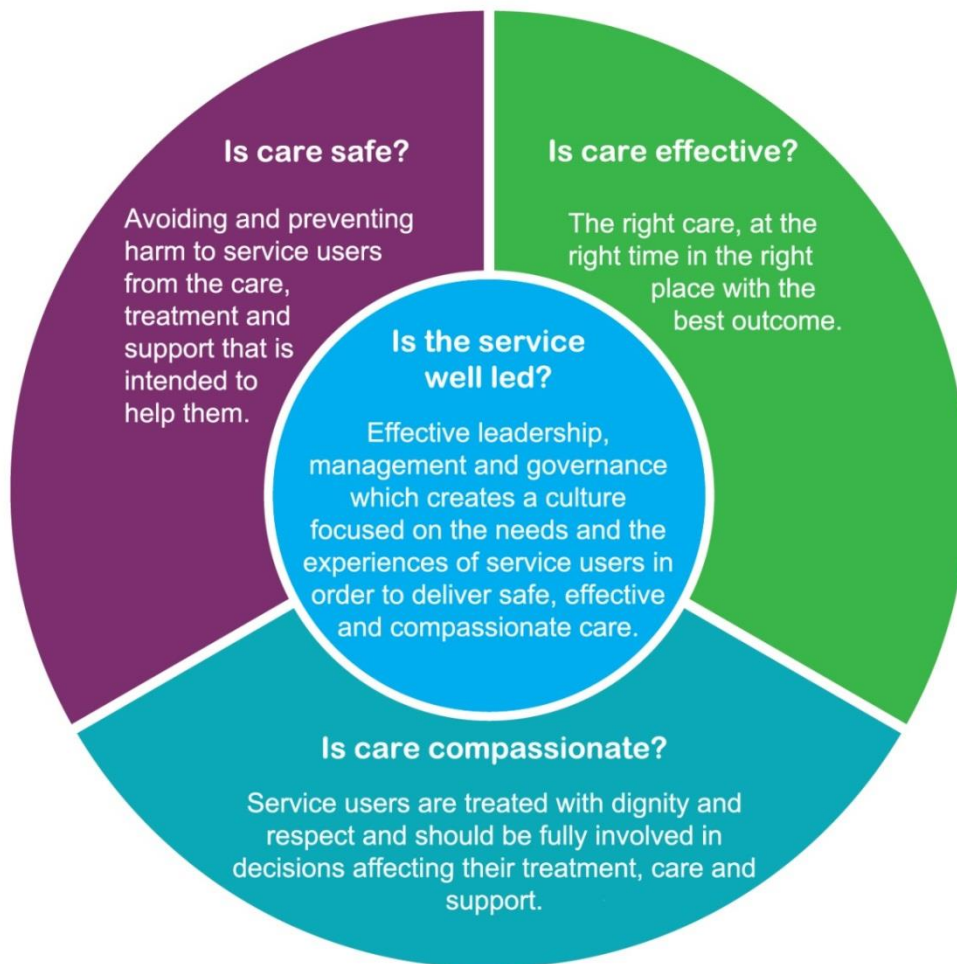 Is care safe?
Avoiding and preventing
harm to service users
from the care,
treatment and
support that is
intended to
help them.
Is care effective?
The right care, at the
right time in the right
place with the
best outcome.
Is the service
well led?
Effective leadership,
management and governance
which creates a culture
focused on the needs and the
experiences of service users in
order to deliver safe, effective
and compassionate care.
Is care compassionate?
Service users are treated with dignity and
respect and should be fully involved in
decisions affecting their treatment, care and
support.